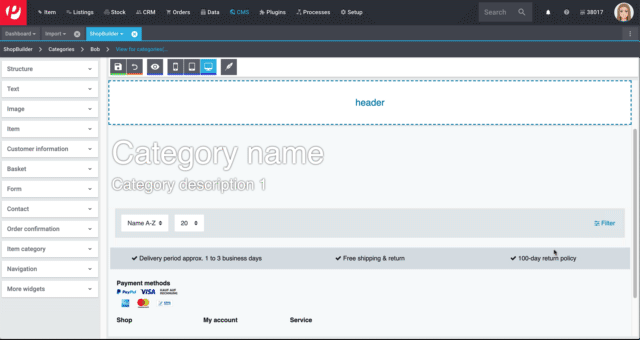 Item Listings Stock CRM Orders Data CMS Plugins Processes Setup Search 38017
Dashboard Import ShopBuilder
ShopBuilder Categories Bob View for categories...
Structure
Text
Image
Item
Customer information
Basket
Form
Contact
Order confirmation
Item category
Navigation
More widgets
header
Category name
Category description 1
Name A-Z 20 Filter
Delivery period approx. 1 to 3 business days Free shipping & return 100-day return policy
Payment methods
PayPal VISA
Shop My account Service